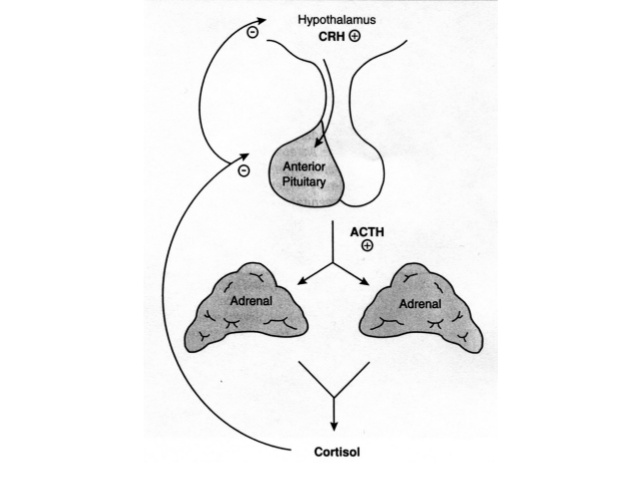 Hypothalamus
CRH ⊕
⊖
Anterior
Pituitary
⊖
ACTH
⊕
Adrenal
Adrenal
Cortisol